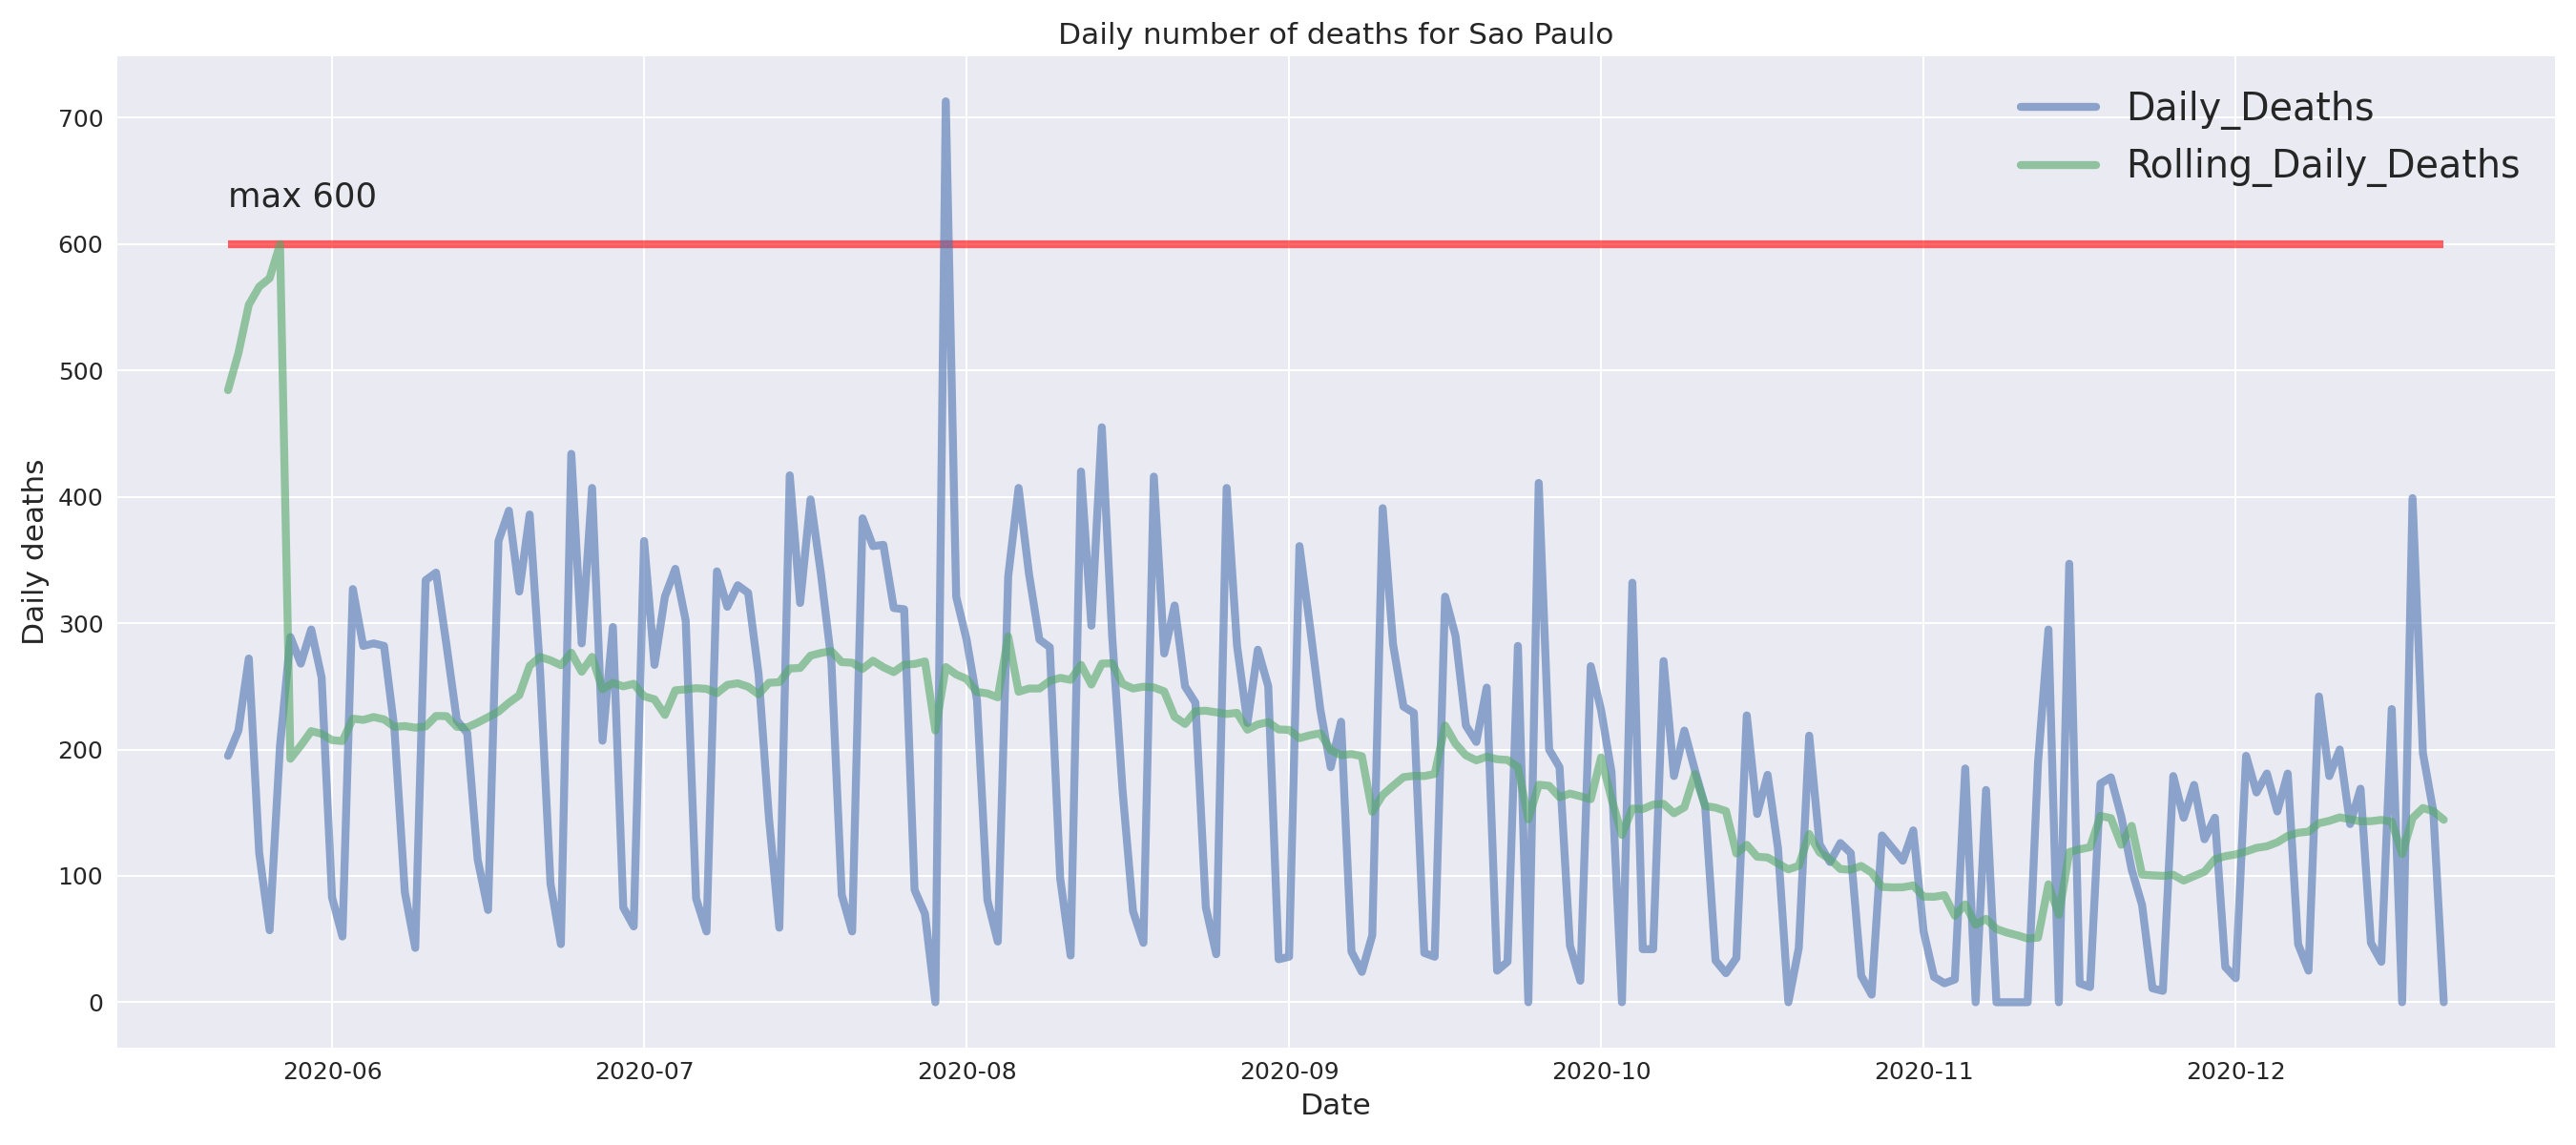 Daily number of deaths for Sao Paulo
Daily_Deaths
Rolling_Daily_Deaths
max 600
Daily deaths
700
600
500
400
300
200
100
0
2020-06 2020-07 2020-08 2020-09 2020-10 2020-11 2020-12
Date